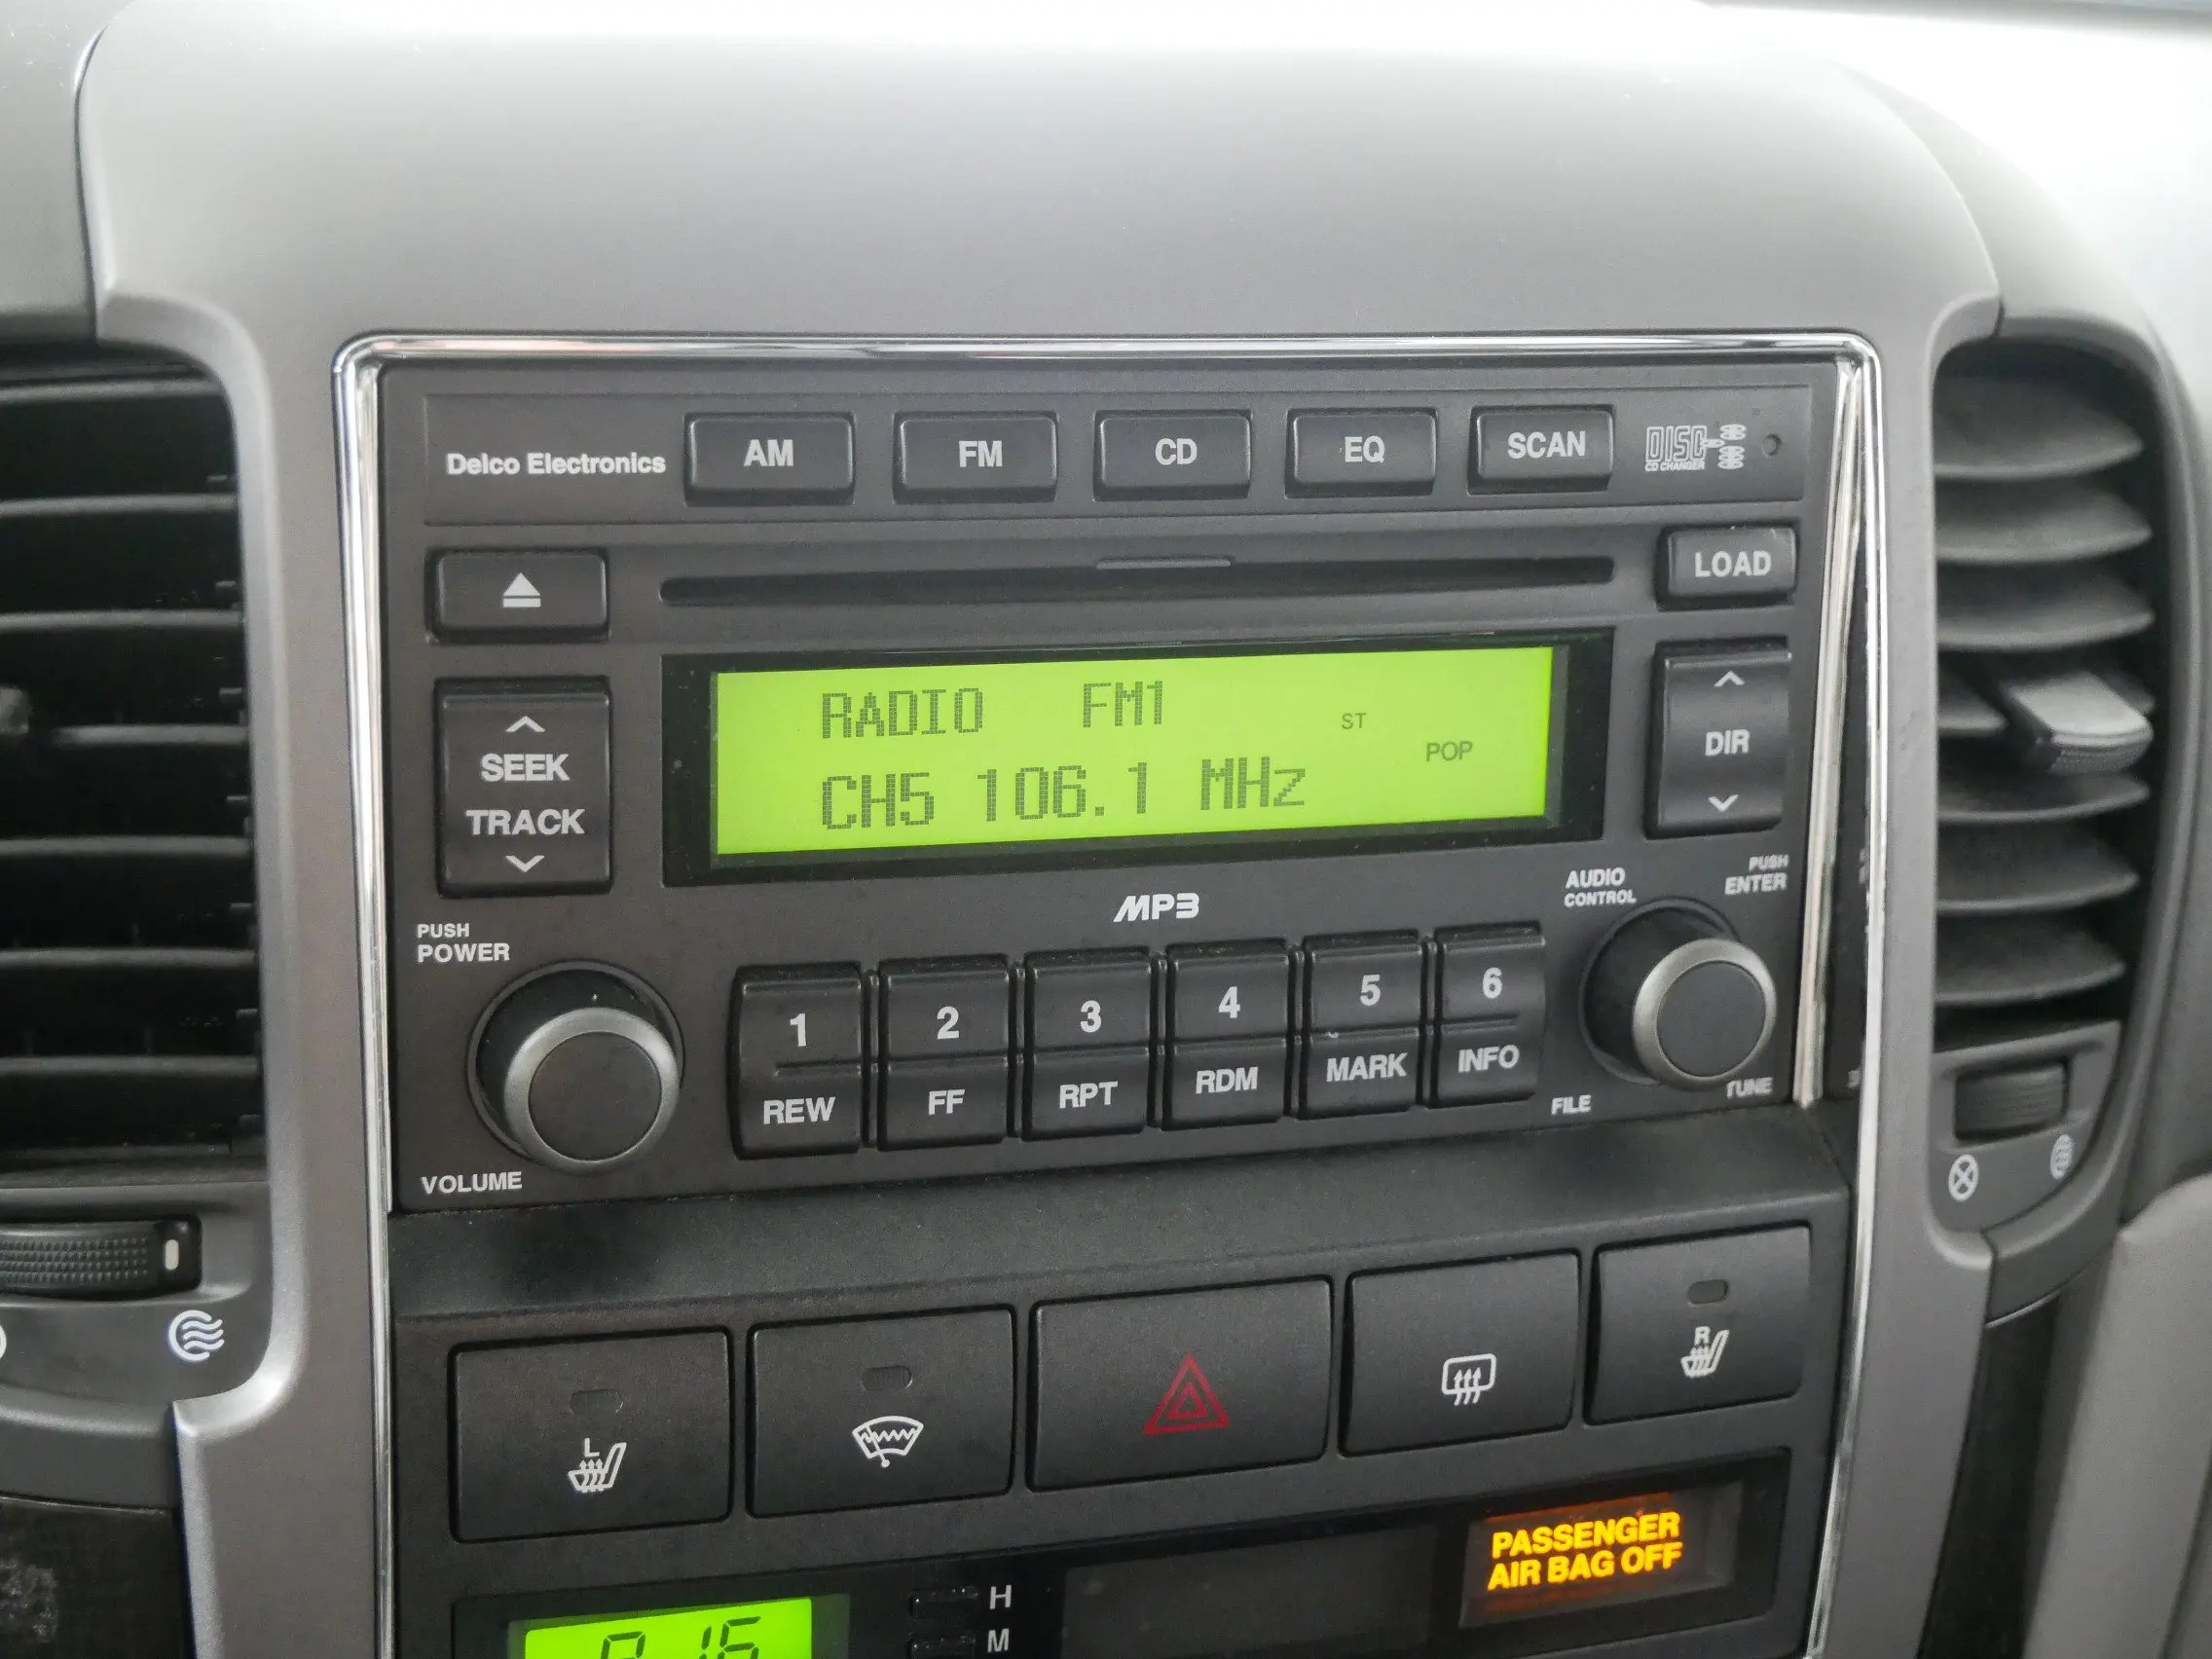 Delco Electronics
AM
FM
CD
EQ
SCAN
DISC
CD CHANGER
LOAD
SEEK
TRACK
RADIO FM1
ST
POP
CH5 106.1 MHz
DIR
MP3
AUDIO
CONTROL
PUSH
ENTER
PUSH
POWER
VOLUME
1
2
3
4
5
6
REW
FF
RPT
RDM
MARK
INFO
FILE
TUNE
L
R
PASSENGER
AIR BAG OFF
H
M